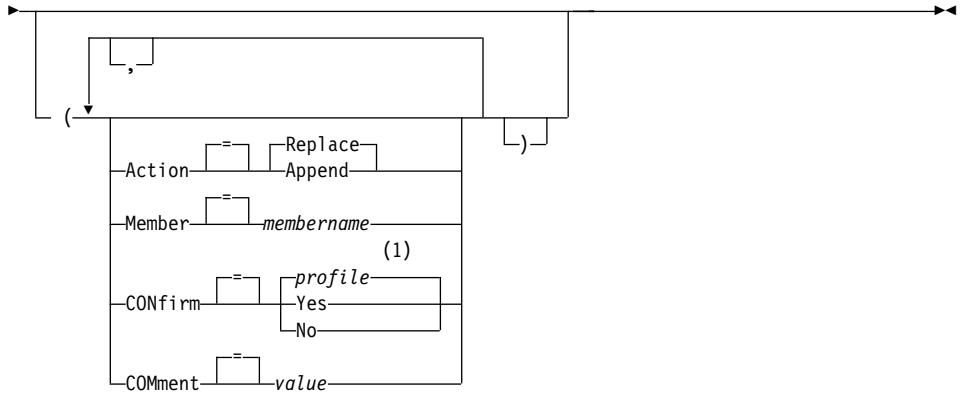 ,
(
)
= Replace
Action Append
=
Member membername
(1)
= profile
CONfirm Yes
No
=
COMment value